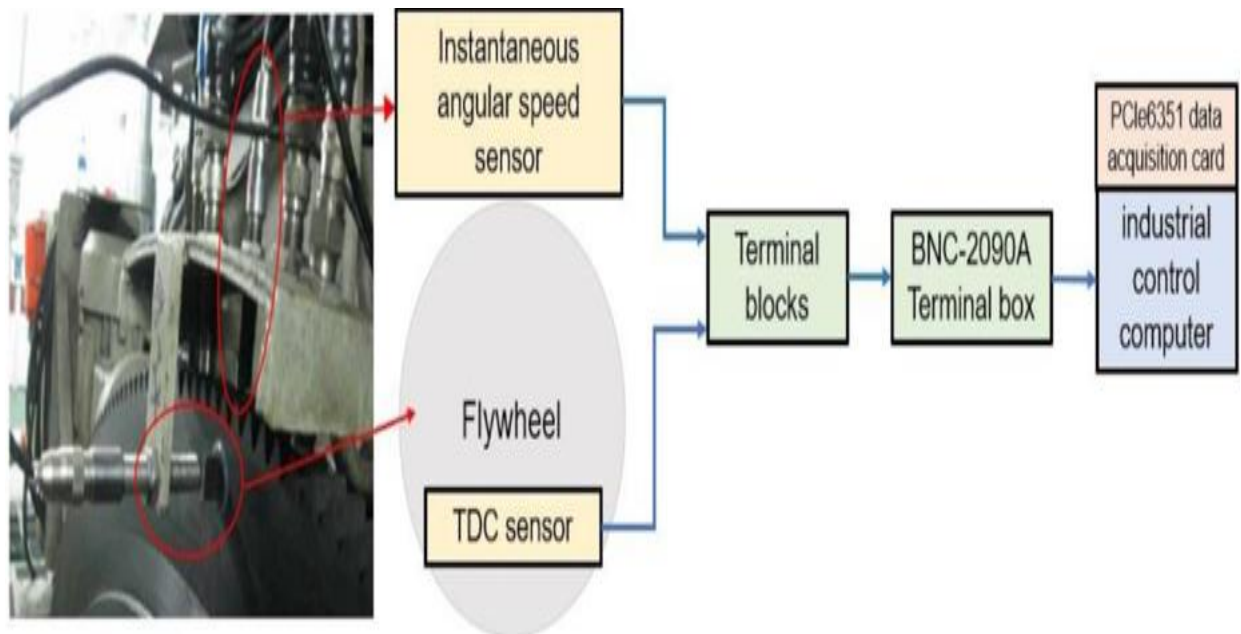 Instantaneous
angular speed
sensor
Flywheel
TDC sensor
Terminal
blocks
BNC-2090A
Terminal box
PCIe6351 data
acquisition card
industrial
control
computer